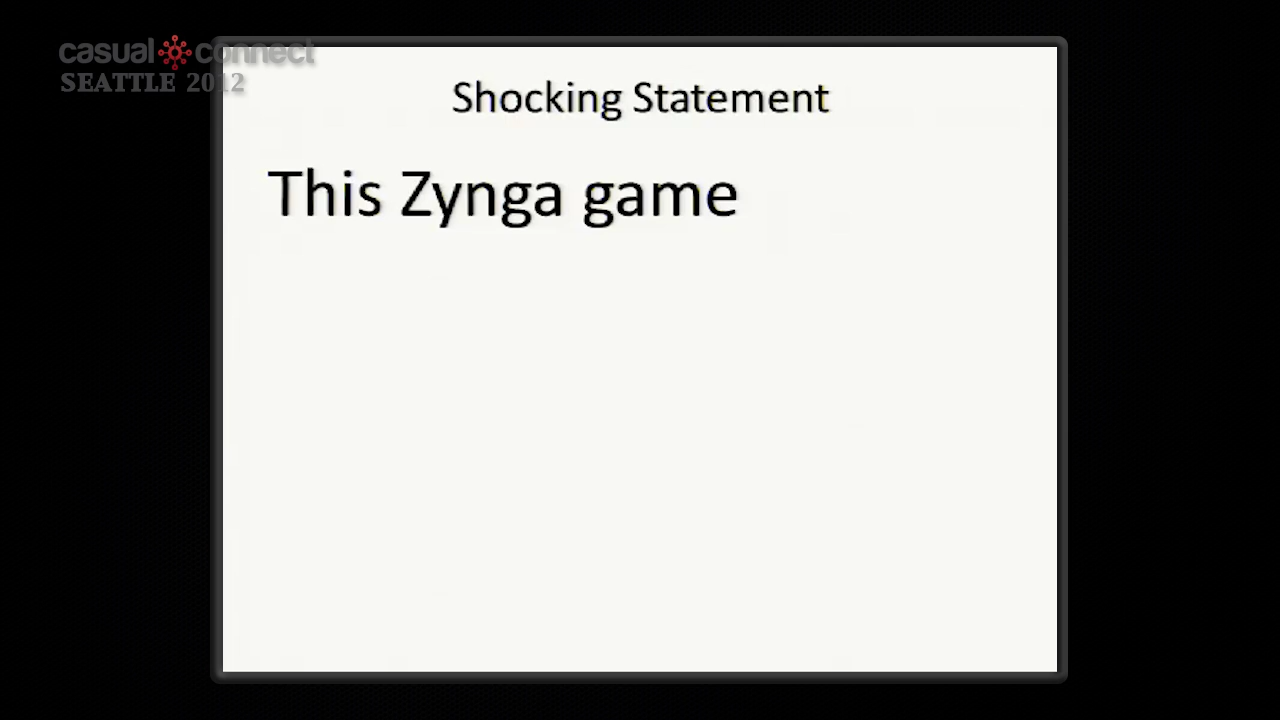 casual connect
SEATTLE 2012
Shocking Statement
This Zynga game